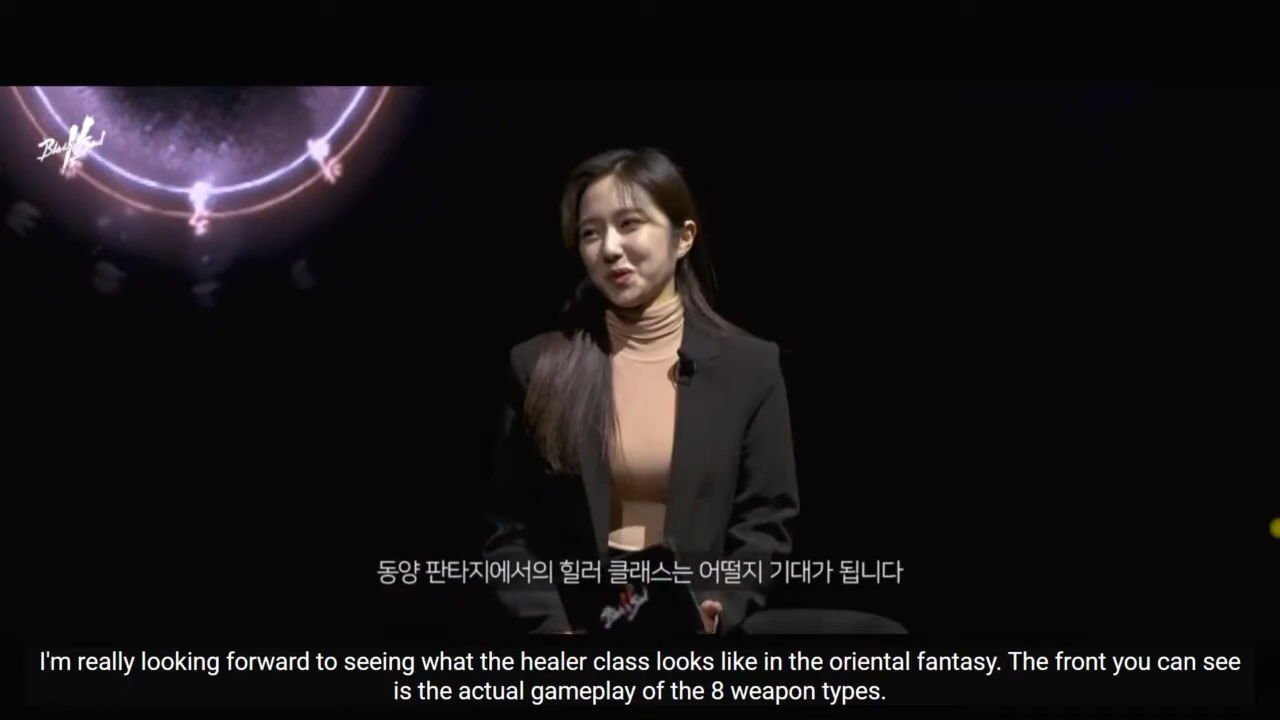 동양 판타지에서의 힐러 클래스는 어떨지 기대가 됩니다
I'm really looking forward to seeing what the healer class looks like in the oriental fantasy. The front you can see
is the actual gameplay of the 8 weapon types.